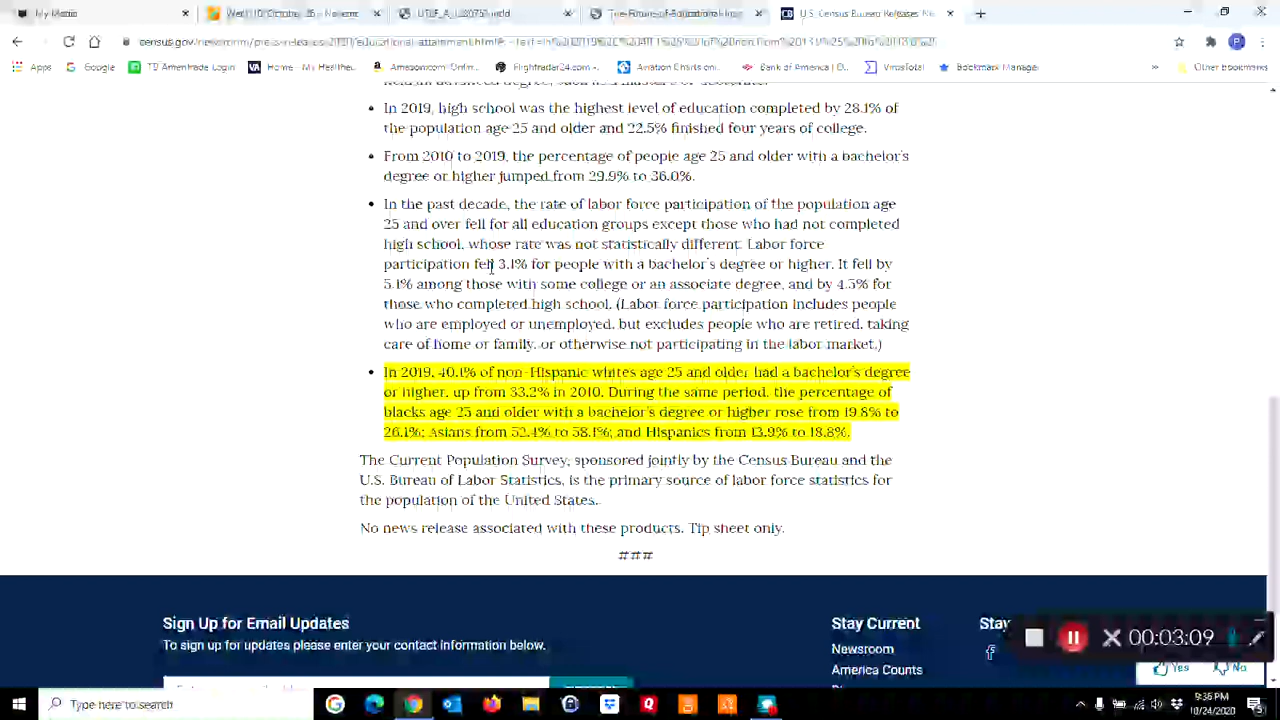 My Media
U.S. Census Bureau Releases Ne
Apps
Google
TD Ameritrade Login
Home - My Healthe
Amazon.com: Onlin
Flightradar24.com
Aviation Charts on
Bank of America | O
VirusTotal
Bookmark Manager
»
Other bookmarks
In 2019, high school was the highest level of education completed by 28.1% of
the population age 25 and older and 22.5% finished four years of college.
From 2010 to 2019, the percentage of people age 25 and older with a bachelor's
degree or higher jumped from 29.9% to 36.0%.
In the past decade, the rate of labor force participation of the population age
25 and over fell for all education groups except those who had not completed
high school, whose rate was not statistically different. Labor force
participation fell 3.1% for people with a bachelor's degree or higher. It fell by
5.1% among those with some college or an associate degree, and by 4.5% for
those who completed high school. (Labor force participation includes people
who are employed or unemployed, but excludes people who are retired, taking
care of home or family, or otherwise not participating in the labor market.)
In 2019, 40.1% of non-Hispanic whites age 25 and older had a bachelor's degree
or higher, up from 33.2% in 2010. During the same period, the percentage of
blacks age 25 and older with a bachelor's degree or higher rose from 19.8% to
26.1%; Asians from 52.4% to 58.1%; and Hispanics from 13.9% to 18.8%.
The Current Population Survey, sponsored jointly by the Census Bureau and the
U.S. Bureau of Labor Statistics, is the primary source of labor force statistics for
the population of the United States.
No news release associated with these products. Tip sheet only.
###
Sign Up for Email Updates
To sign up for updates please enter your contact information below.
Stay Current
Newsroom
America Counts
Stay
00:03:09
Yes
No
Type here to search
9:36 PM
10/24/2020